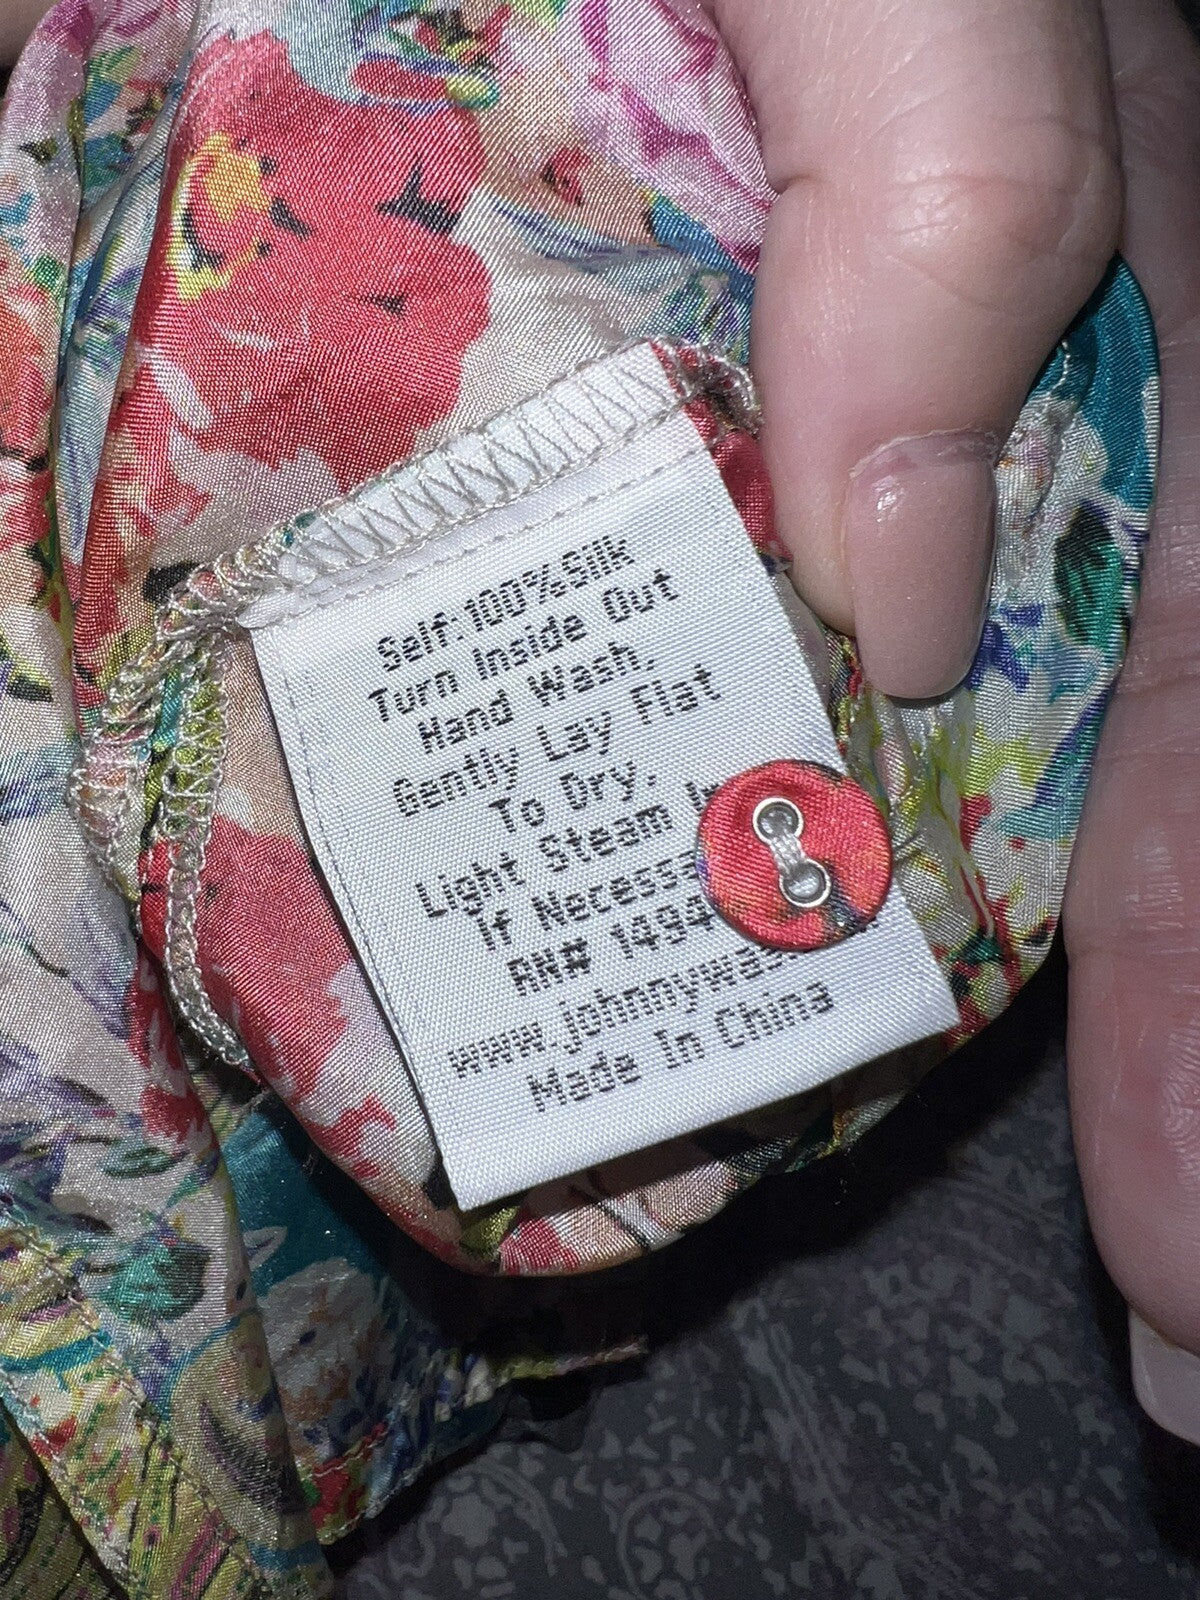 Self:100%Silk
Turn Inside Out
Hand Wash.
Gently Lay Flat
To Dry.
Light Steam
If
RN#
Made In China